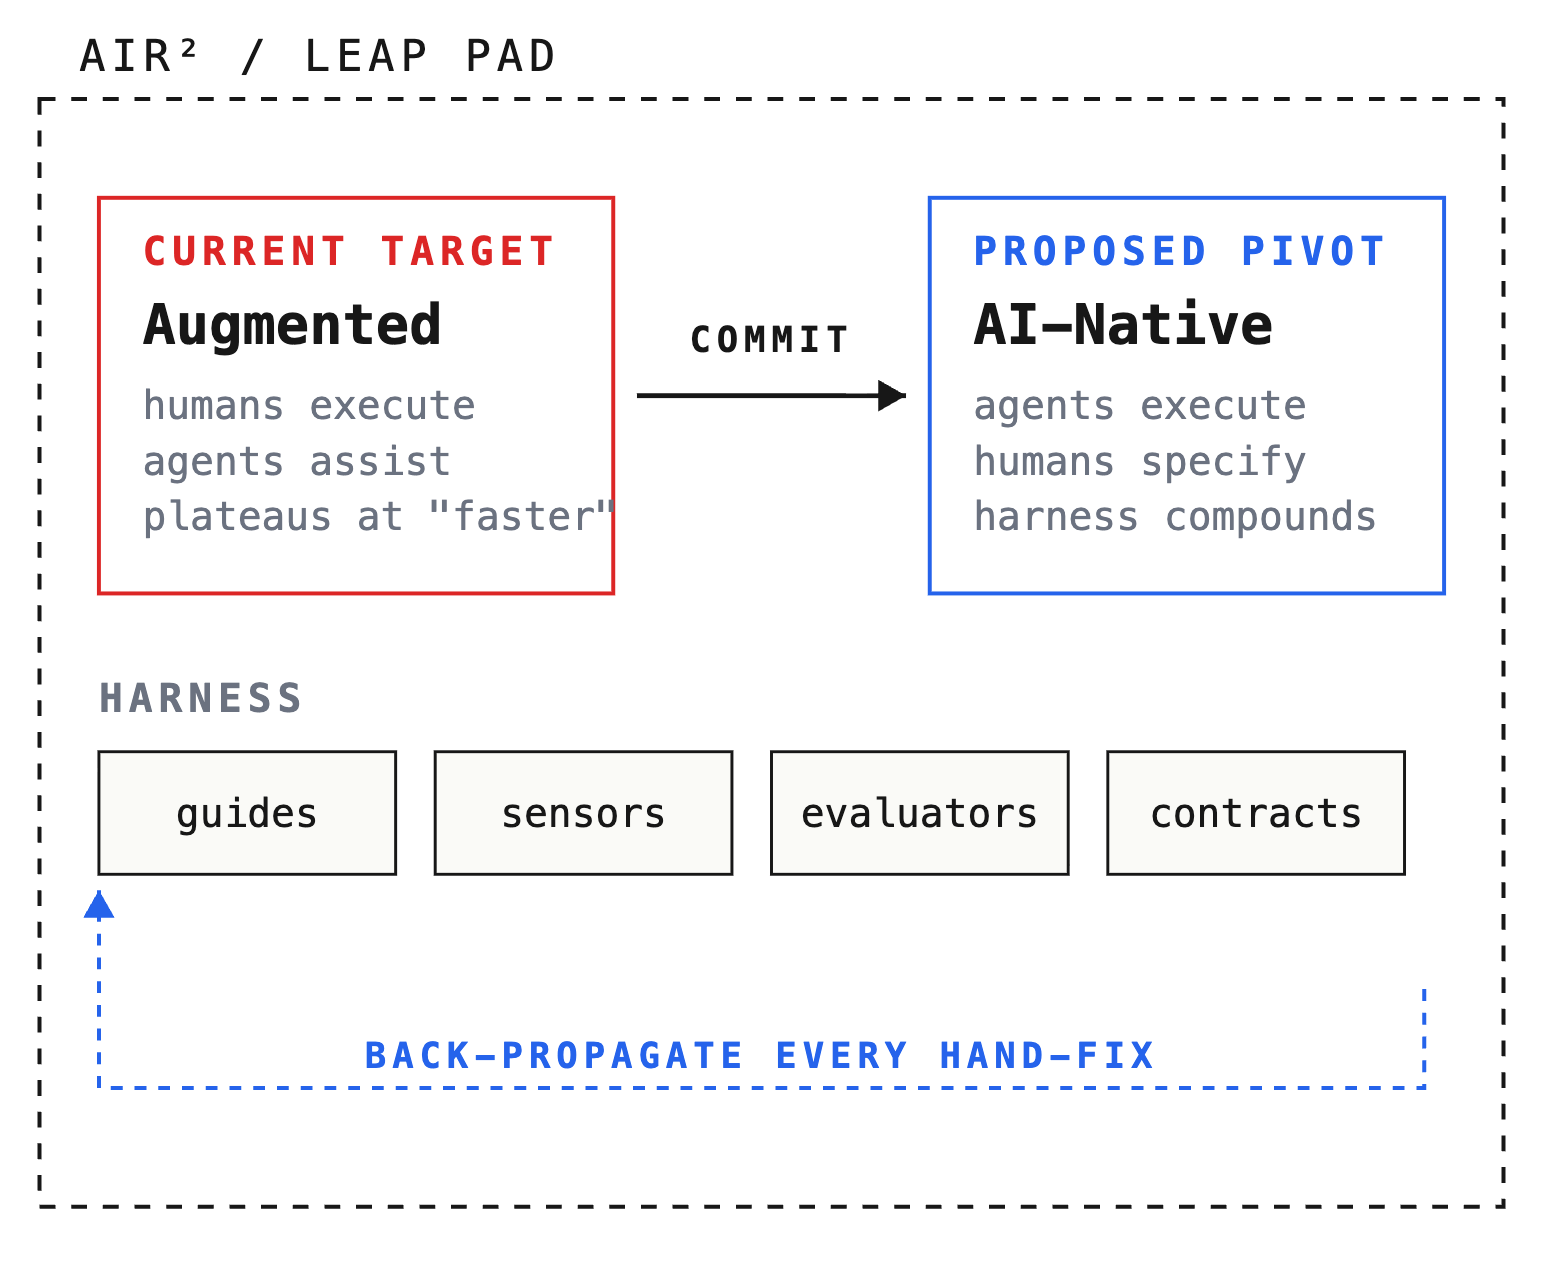 AIR² / LEAP PAD
CURRENT TARGET
Augmented
humans execute
agents assist
plateaus at "faster"
COMMIT
PROPOSED PIVOT
AI–Native
agents execute
humans specify
harness compounds
HARNESS
guides
sensors
evaluators
contracts
BACK–PROPAGATE EVERY HAND–FIX